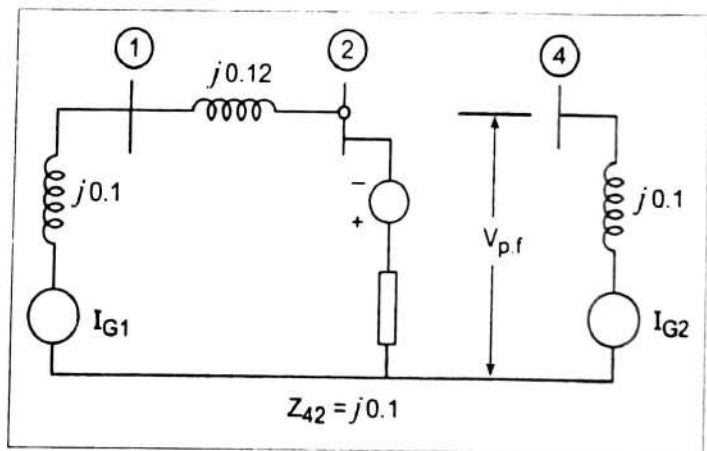 1 2 4
j0.12
j0.1
−
+
V_p.f
j0.1
I_G1
I_G2
Z_42 = j0.1